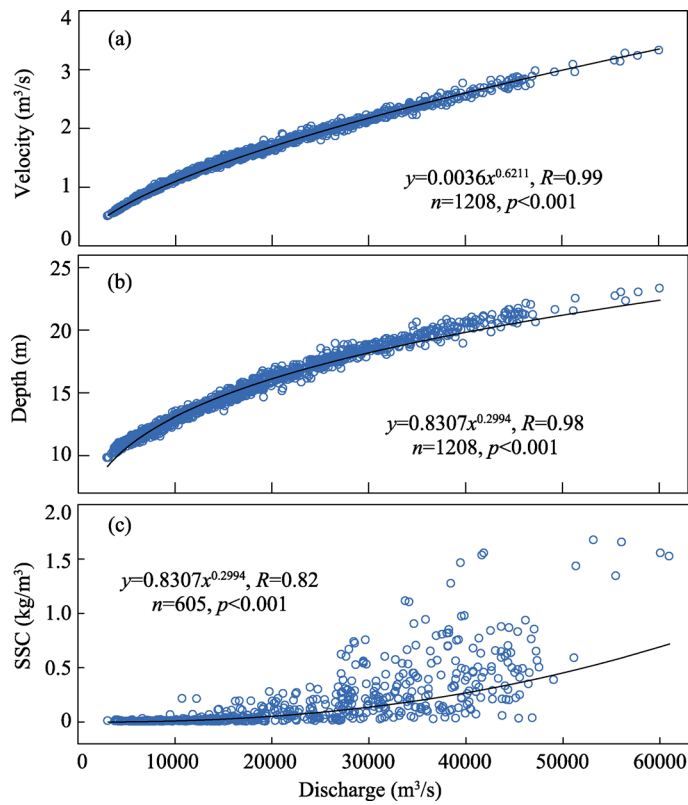 (a)
4
3
2
1
0
Velocity (m³/s)
y=0.0036x^0.6211, R=0.99
n=1208, p<0.001
(b)
25
20
15
10
Depth (m)
y=0.8307x^0.2994, R=0.98
n=1208, p<0.001
(c)
2.0
1.5
1.0
0.5
0
SSC (kg/m³)
y=0.8307x^0.2994, R=0.82
n=605, p<0.001
0 10000 20000 30000 40000 50000 60000
Discharge (m³/s)